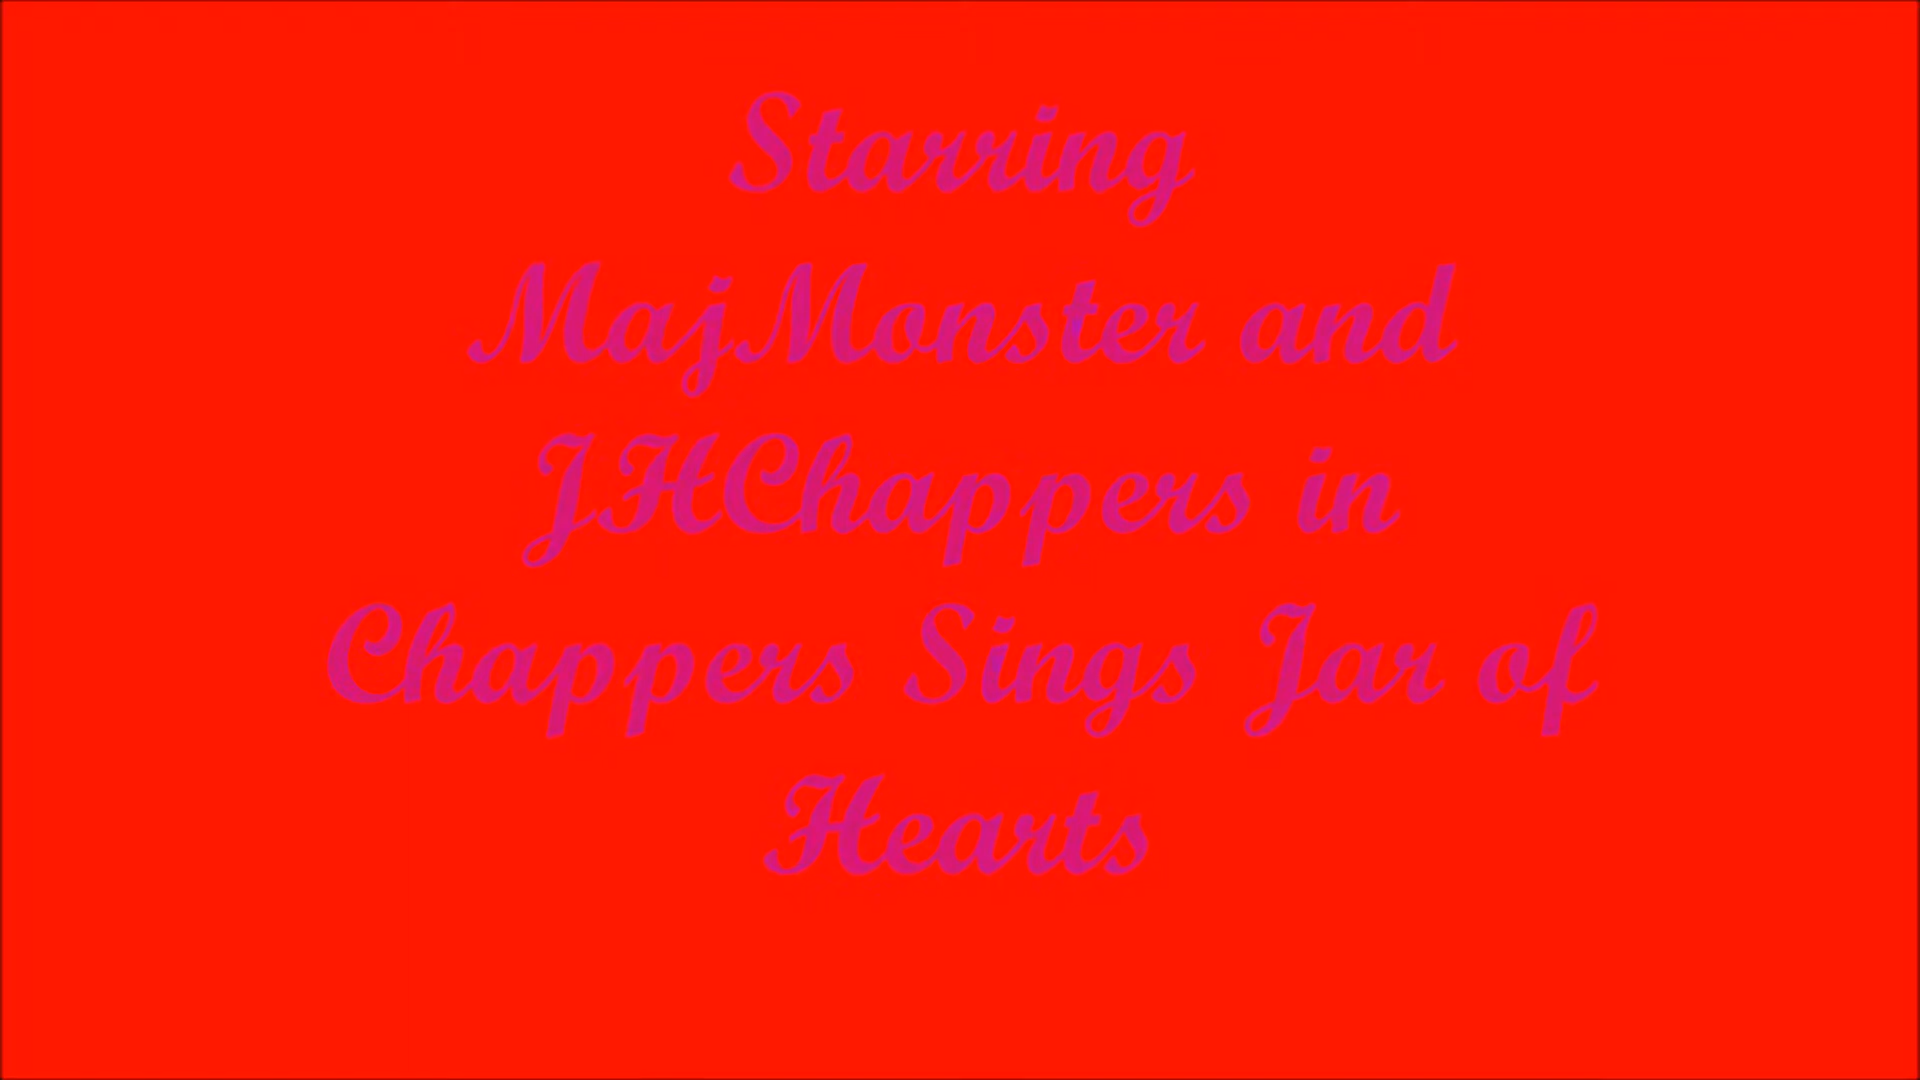 Starring
MajMonster and
JHChappers in
Chappers Sings Jar of
Hearts